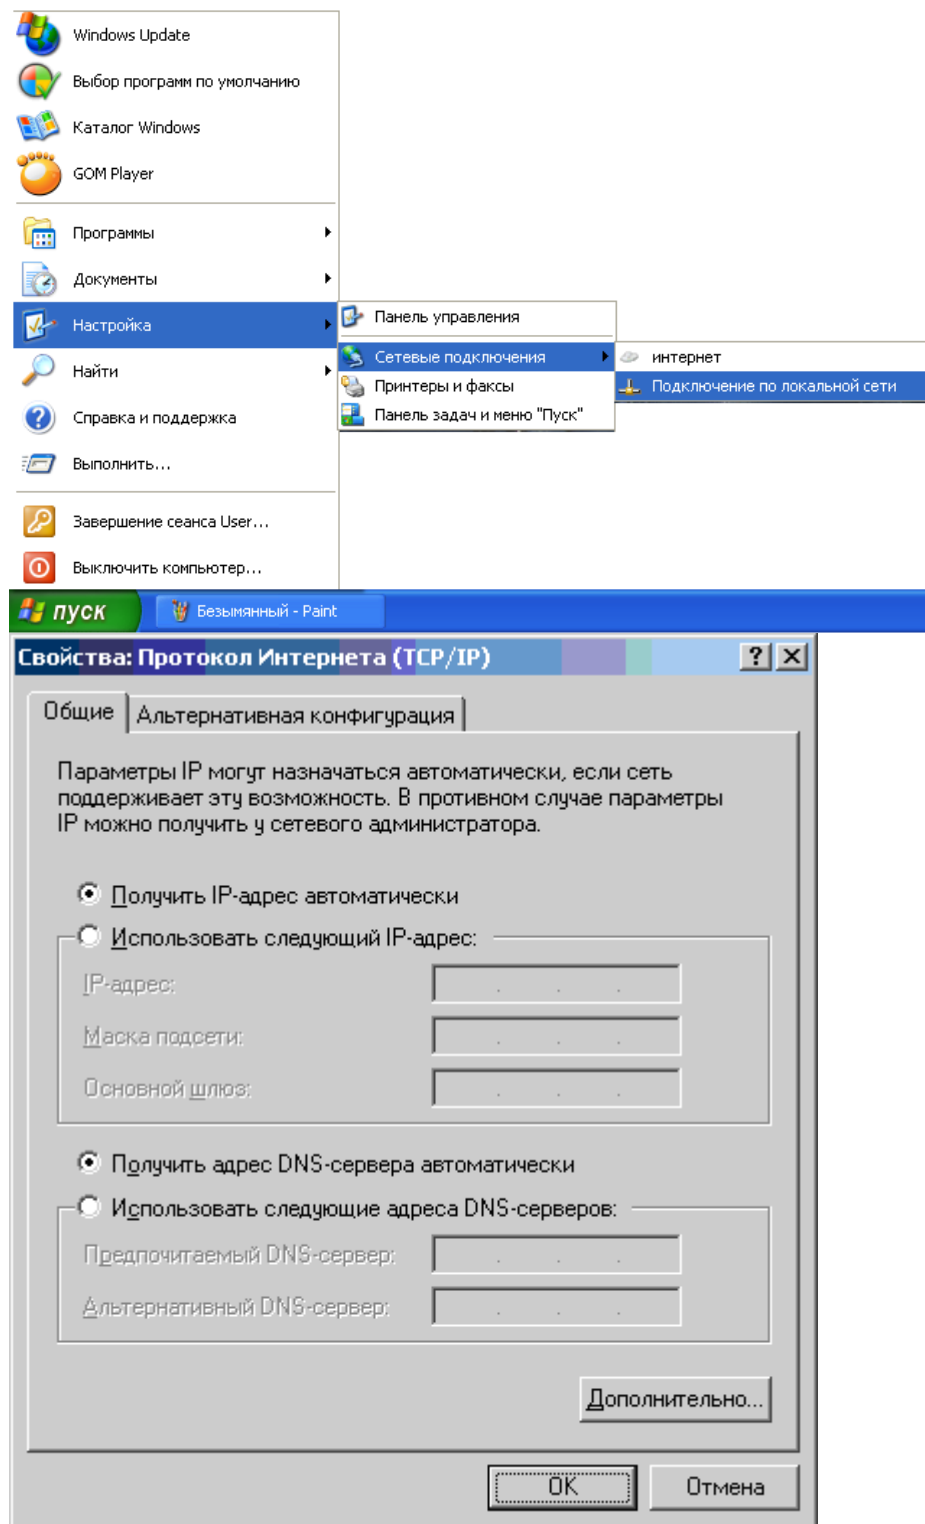 Windows Update
Выбор программ по умолчанию
Каталог Windows
GOM Player
Программы
Документы
Настройка
Найти
Справка и поддержка
Выполнить...
Завершение сеанса User...
Выключить компьютер...
Панель управления
Сетевые подключения
Принтеры и факсы
Панель задач и меню "Пуск"
интернет
Подключение по локальной сети
пуск
Безымянный - Paint
Свойства: Протокол Интернета (TCP/IP)
Общие
Альтернативная конфигурация
Параметры IP могут назначаться автоматически, если сеть
поддерживает эту возможность. В противном случае параметры
IP можно получить у сетевого администратора.
Получить IP-адрес автоматически
Использовать следующий IP-адрес:
IP-адрес:
Маска подсети:
Основной шлюз:
Получить адрес DNS-сервера автоматически
Использовать следующие адреса DNS-серверов:
Предпочитаемый DNS-сервер:
Альтернативный DNS-сервер:
Дополнительно...
OK
Отмена